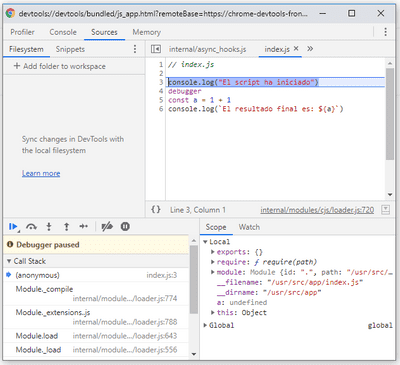 devtools://devtools/bundled/js_app.html?remoteBase=https://chrome-devtools-fron...
Profiler Console Sources Memory
Filesystem Snippets
+ Add folder to workspace
Sync changes in DevTools with
the local filesystem
Learn more
internal/async_hooks.js index.js ×
1 // index.js
2
3 console.log("El script ha iniciado")
4 debugger
5 const a = 1 + 1
6 console.log(`El resultado final es: ${a}`)
{} Line 3, Column 1 internal/modules/cjs/loader.js:720
Debugger paused
Call Stack
(anonymous) index.js:3
Module._compile
internal/module...loader.js:774
Module._extensions.js
internal/module...loader.js:788
Module.load internal/module...loader.js:643
Module._load internal/module...loader.js:556
Scope Watch
Local
exports: {}
require: ƒ require(path)
module: Module {id: ".", path: "/usr/src/...
__filename: "/usr/src/app/index.js"
__dirname: "/usr/src/app"
a: undefined
this: Object
Global global